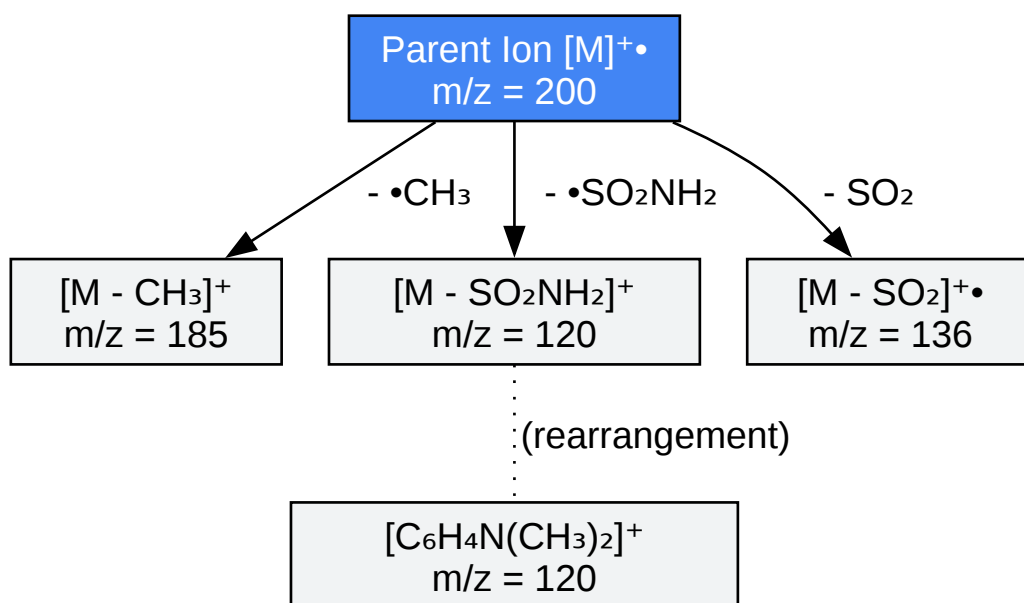 Parent Ion [M]⁺•
m/z = 200
- •CH₃
- •SO₂NH₂
- SO₂
[M - CH₃]⁺
m/z = 185
[M - SO₂NH₂]⁺
m/z = 120
[M - SO₂]⁺•
m/z = 136
(rearrangement)
[C₆H₄N(CH₃)₂]⁺
m/z = 120